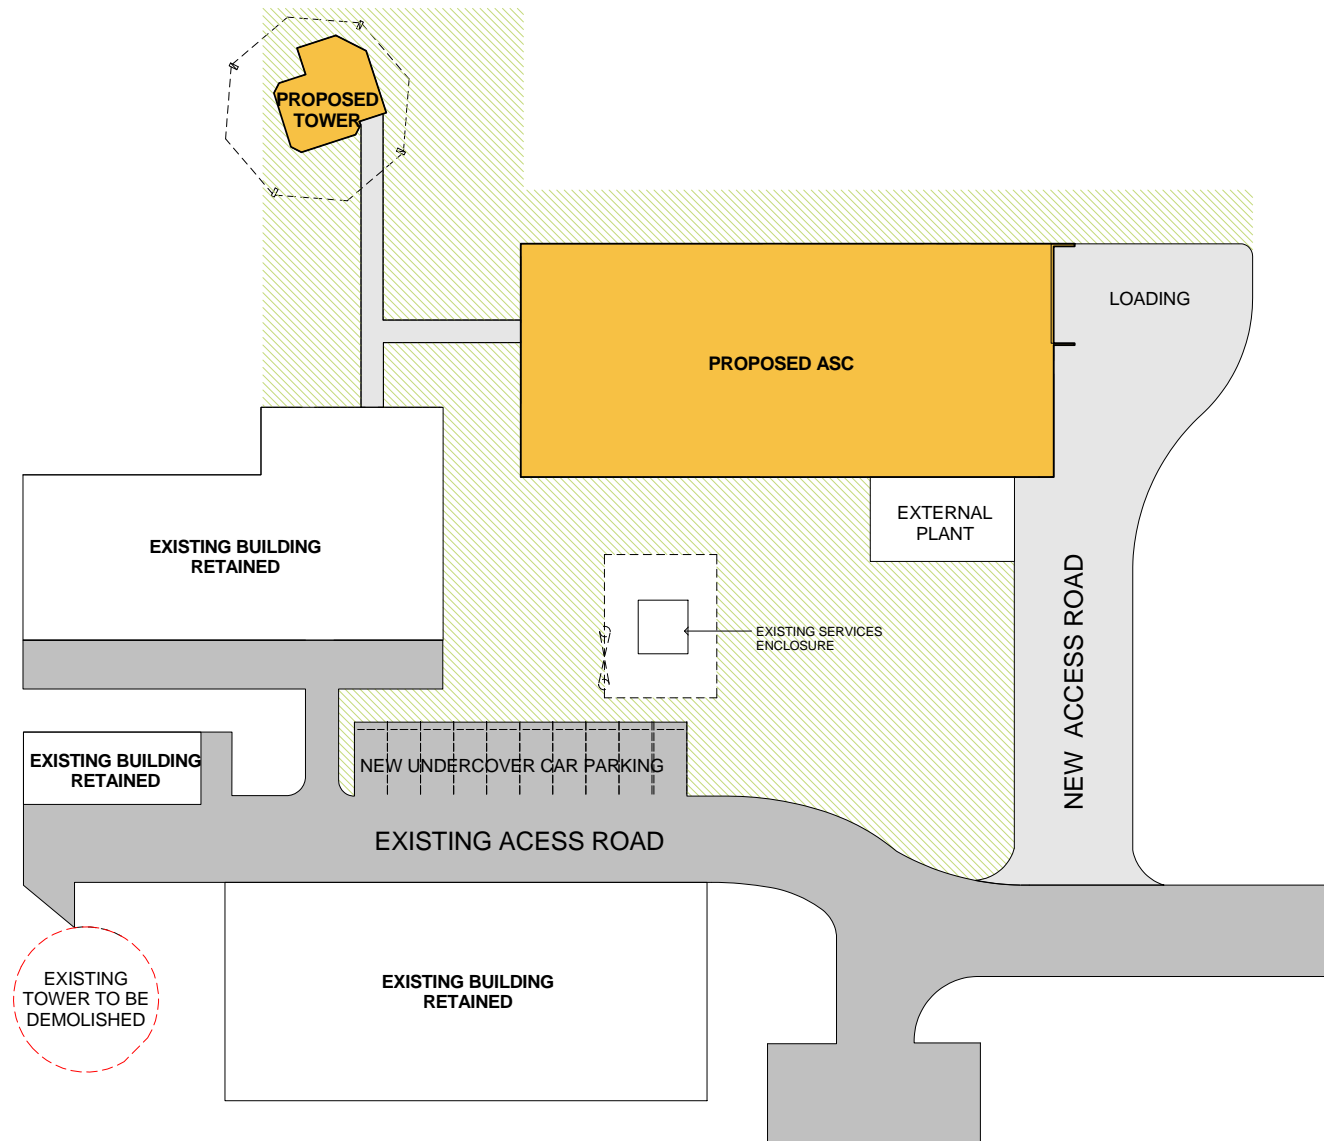 PROPOSED
TOWER
LOADING
PROPOSED ASC
EXTERNAL
PLANT
EXISTING BUILDING
RETAINED
NEW ACCESS ROAD
EXISTING SERVICES
ENCLOSURE
EXISTING BUILDING
RETAINED
NEW UNDERCOVER CAR PARKING
EXISTING ACESS ROAD
EXISTING
TOWER TO BE
DEMOLISHED
EXISTING BUILDING
RETAINED